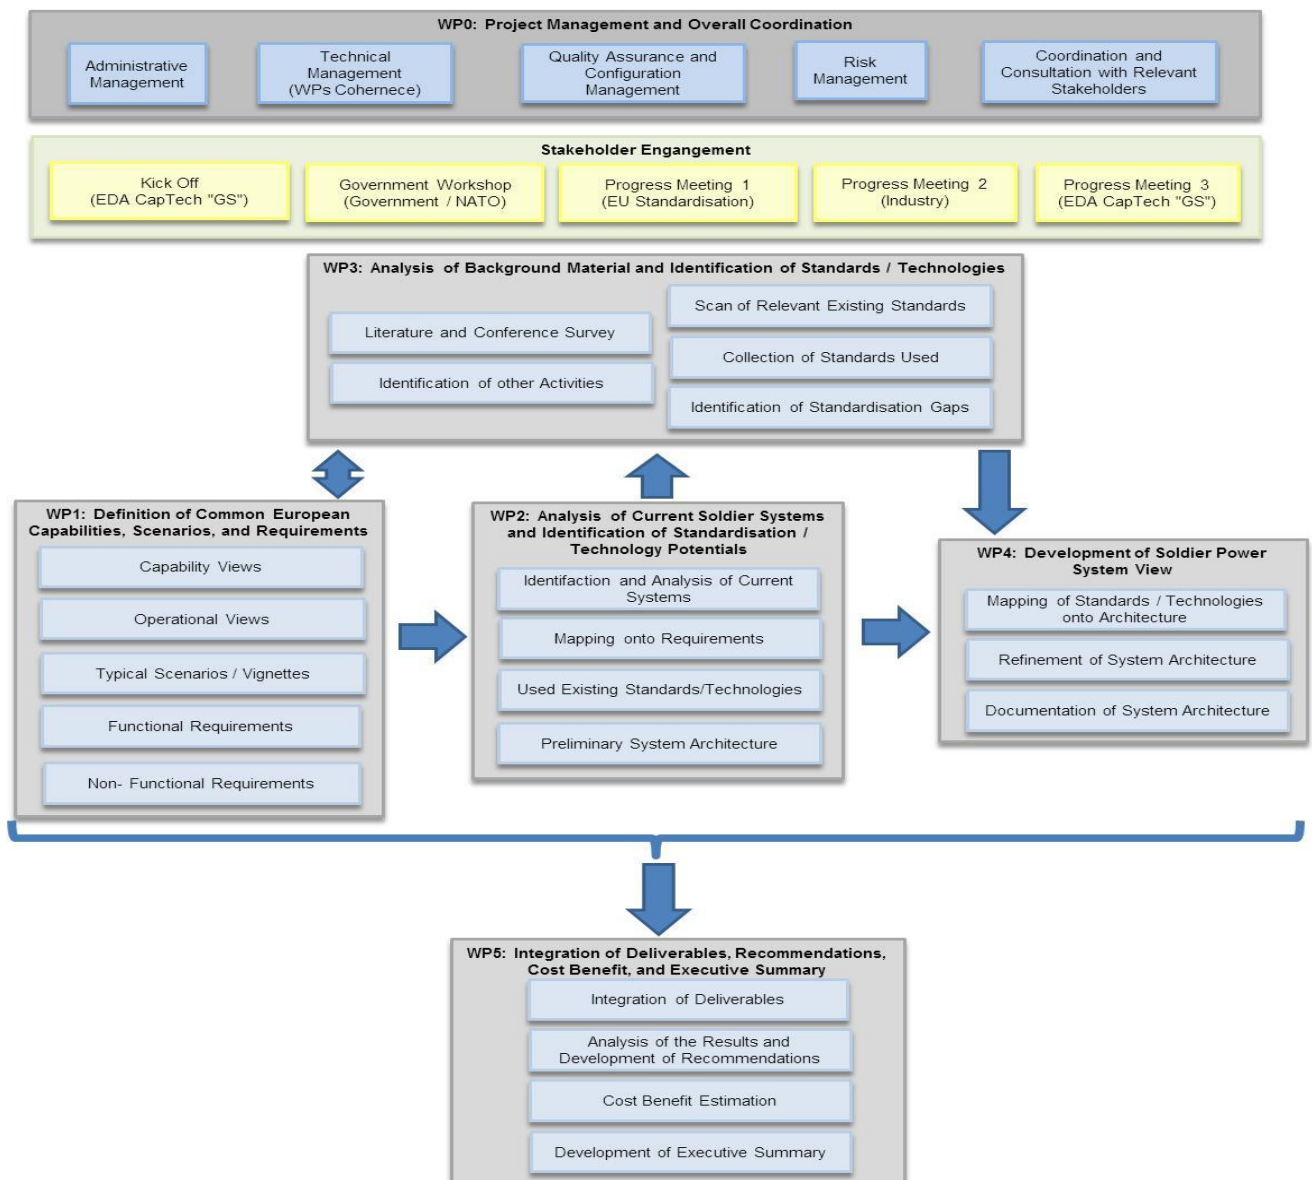 WP0: Project Management and Overall Coordination
Administrative
Management
Technical
Management
(WPs Cohernece)
Quality Assurance and
Configuration
Management
Risk
Management
Coordination and
Consultation with Relevant
Stakeholders
Stakeholder Engangement
Kick Off
(EDA CapTech "GS")
Government Workshop
(Government / NATO)
Progress Meeting 1
(EU Standardisation)
Progress Meeting 2
(Industry)
Progress Meeting 3
(EDA CapTech "GS")
WP3: Analysis of Background Material and Identification of Standards / Technologies
Literature and Conference Survey
Identification of other Activities
Scan of Relevant Existing Standards
Collection of Standards Used
Identification of Standardisation Gaps
WP1: Definition of Common European
Capabilities, Scenarios, and Requirements
Capability Views
Operational Views
Typical Scenarios / Vignettes
Functional Requirements
Non- Functional Requirements
WP2: Analysis of Current Soldier Systems
and Identification of Standardisation /
Technology Potentials
Identifaction and Analysis of Current
Systems
Mapping onto Requirements
Used Existing Standards/Technologies
Preliminary System Architecture
WP4: Development of Soldier Power
System View
Mapping of Standards / Technologies
onto Architecture
Refinement of System Architecture
Documentation of System Architecture
WP5: Integration of Deliverables, Recommendations,
Cost Benefit, and Executive Summary
Integration of Deliverables
Analysis of the Results and
Development of Recommendations
Cost Benefit Estimation
Development of Executive Summary